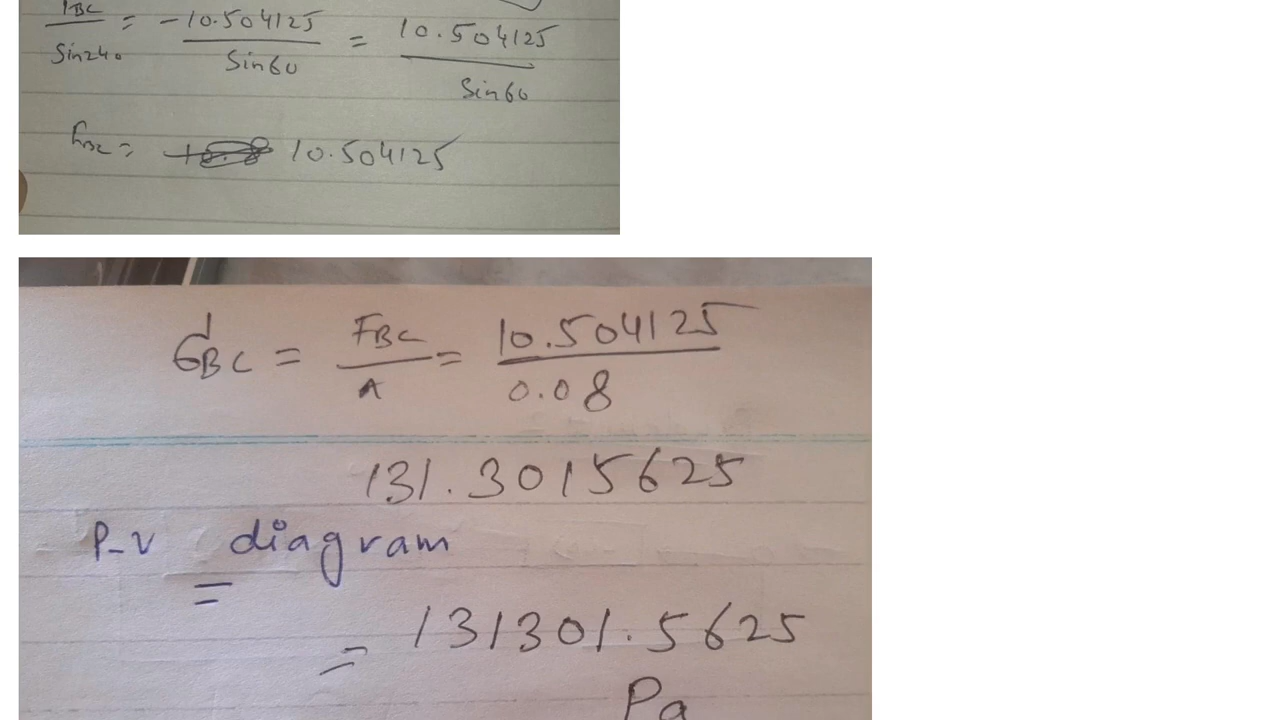 FBC / Sin240 = -10.504125 / Sin60 = 10.504125 / Sin60
FBC = 10.504125
σBC = FBC / A = 10.504125 / 0.08
131.3015625
P-V diagram
= 131301.5625
Pa